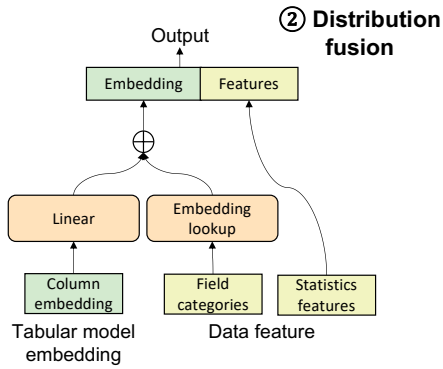 ② Distribution
fusion
Output
Embedding
Features
Linear
Embedding
lookup
Column
embedding
Field
categories
Statistics
features
Tabular model
embedding
Data feature